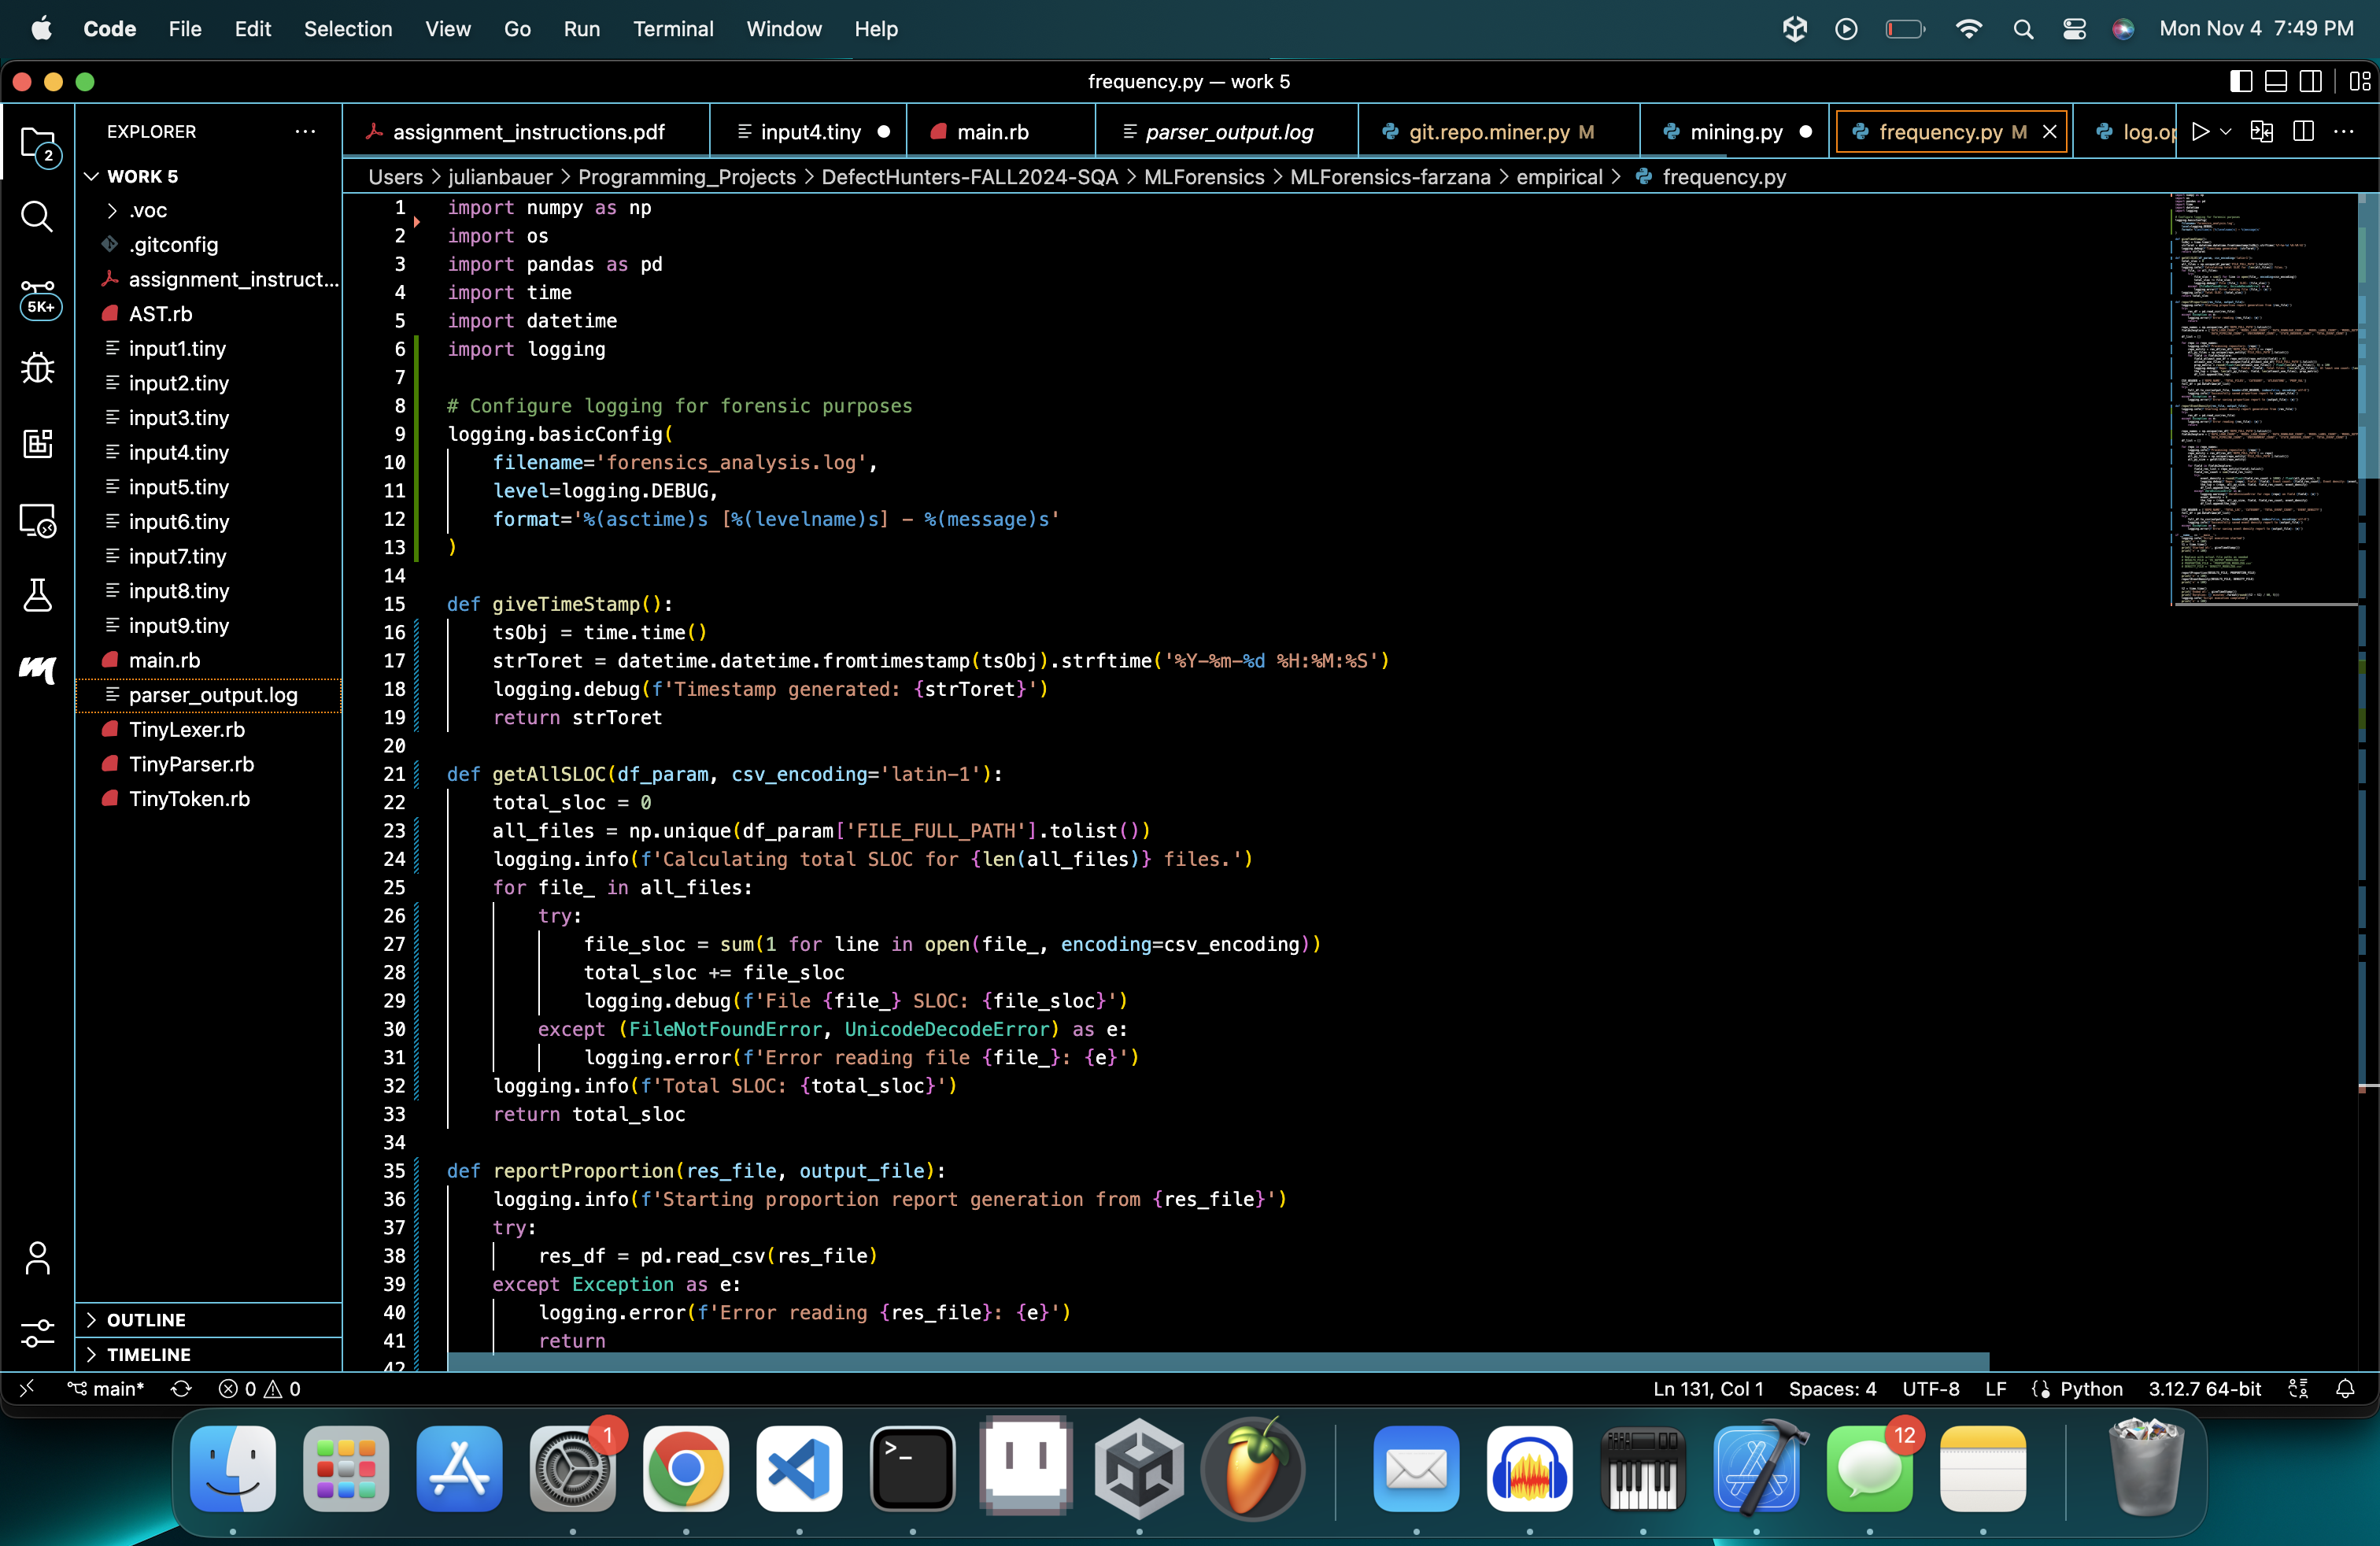 Code File Edit Selection View Go Run Terminal Window Help Mon Nov 4 7:49 PM
frequency.py — work 5
EXPLORER
assignment_instructions.pdf input4.tiny main.rb parser_output.log git.repo.miner.py M mining.py frequency.py M log.op
Users > julianbauer > Programming_Projects > DefectHunters-FALL2024-SQA > MLForensics > MLForensics-farzana > empirical > frequency.py
2
5K+
WORK 5
.voc
.gitconfig
assignment_instruct...
AST.rb
input1.tiny
input2.tiny
input3.tiny
input4.tiny
input5.tiny
input6.tiny
input7.tiny
input8.tiny
input9.tiny
main.rb
parser_output.log
TinyLexer.rb
TinyParser.rb
TinyToken.rb
OUTLINE
TIMELINE
1 import numpy as np
2 import os
3 import pandas as pd
4 import time
5 import datetime
6 import logging
7
8 # Configure logging for forensic purposes
9 logging.basicConfig(
10     filename='forensics_analysis.log',
11     level=logging.DEBUG,
12     format='%(asctime)s [%(levelname)s] - %(message)s'
13 )
14
15 def giveTimeStamp():
16     tsObj = time.time()
17     strToret = datetime.datetime.fromtimestamp(tsObj).strftime('%Y-%m-%d %H:%M:%S')
18     logging.debug(f'Timestamp generated: {strToret}')
19     return strToret
20
21 def getAllSLOC(df_param, csv_encoding='latin-1'):
22     total_sloc = 0
23     all_files = np.unique(df_param['FILE_FULL_PATH'].tolist())
24     logging.info(f'Calculating total SLOC for {len(all_files)} files.')
25     for file_ in all_files:
26         try:
27             file_sloc = sum(1 for line in open(file_, encoding=csv_encoding))
28             total_sloc += file_sloc
29             logging.debug(f'File {file_} SLOC: {file_sloc}')
30         except (FileNotFoundError, UnicodeDecodeError) as e:
31             logging.error(f'Error reading file {file_}: {e}')
32     logging.info(f'Total SLOC: {total_sloc}')
33     return total_sloc
34
35 def reportProportion(res_file, output_file):
36     logging.info(f'Starting proportion report generation from {res_file}')
37     try:
38         res_df = pd.read_csv(res_file)
39     except Exception as e:
40         logging.error(f'Error reading {res_file}: {e}')
41         return
42
main* 0 0 Ln 131, Col 1 Spaces: 4 UTF-8 LF Python 3.12.7 64-bit
1
12